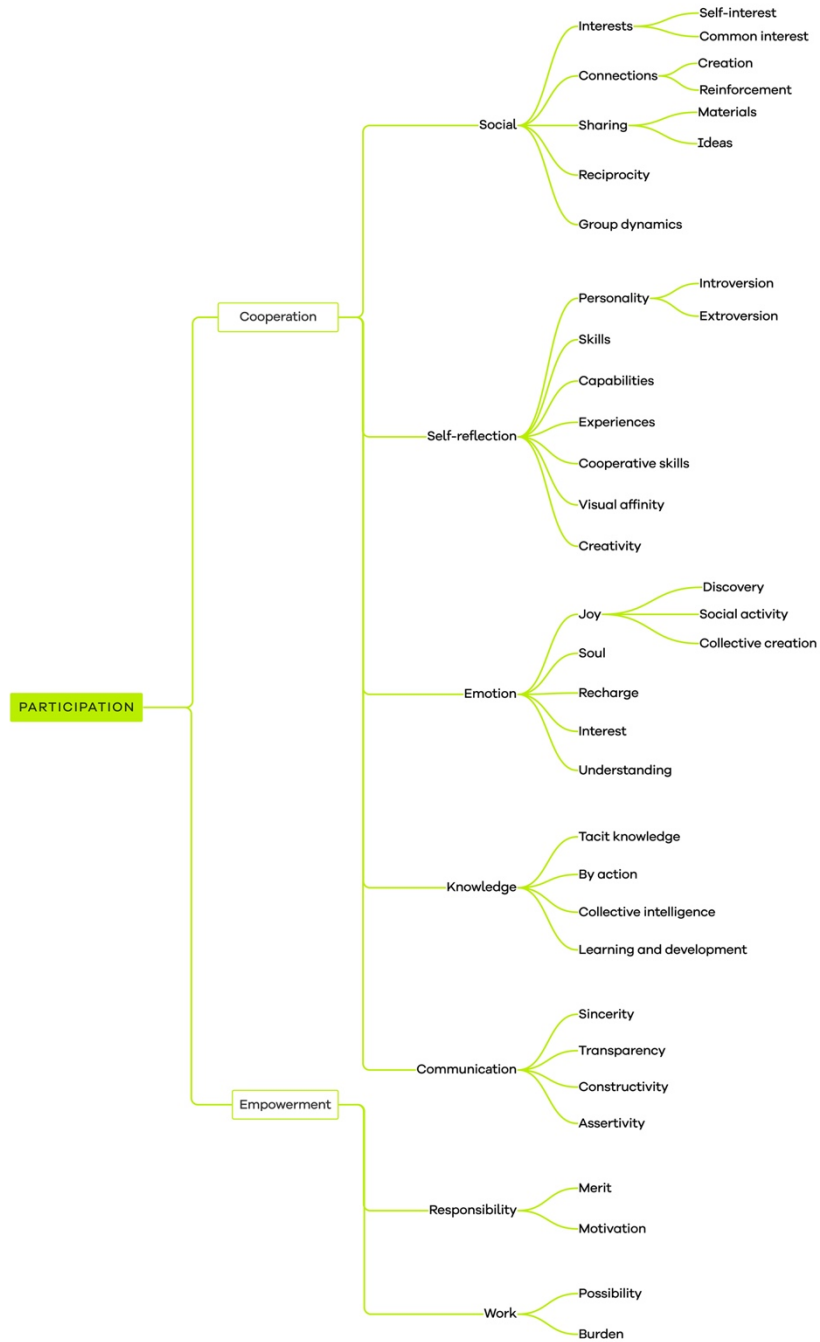 Self-interest
Interests
Common interest
Creation
Connections
Reinforcement
Materials
Social
Sharing
Ideas
Reciprocity
Group dynamics
Introversion
Personality
Cooperation
Extroversion
Skills
Capabilities
Experiences
Self-reflection
Cooperative skills
Visual affinity
Creativity
Discovery
Joy
Social activity
Collective creation
Soul
Emotion
Recharge
PARTICIPATION
Interest
Understanding
Tacit knowledge
By action
Knowledge
Collective intelligence
Learning and development
Sincerity
Transparency
Communication
Constructivity
Empowerment
Assertivity
Merit
Responsibility
Motivation
Possibility
Work
Burden